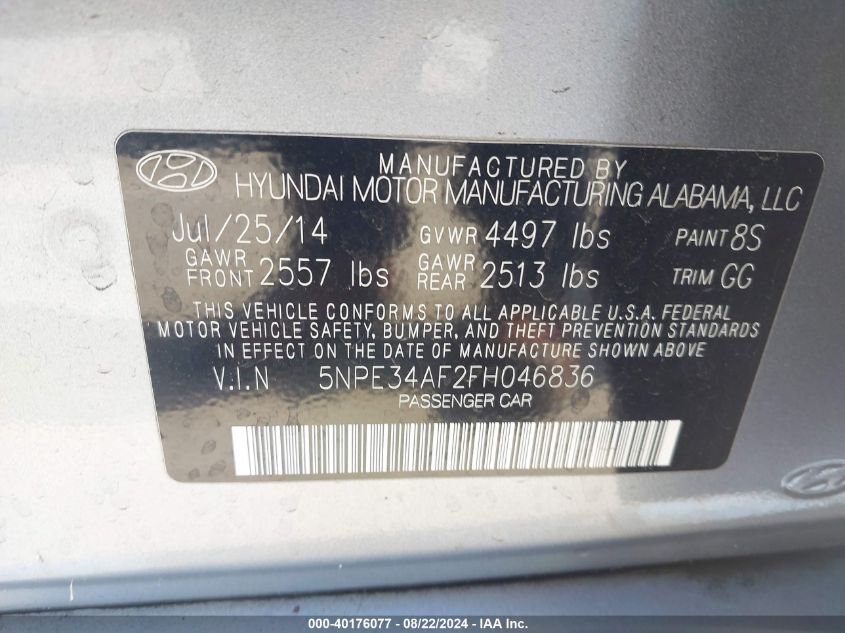 MANUFACTURED BY
HYUNDAI MOTOR MANUFACTURING ALABAMA, LLC
Jul/25/14 GVWR 4497 lbs PAINT 8S
GAWR FRONT 2557 lbs GAWR REAR 2513 lbs TRIM GG
THIS VEHICLE CONFORMS TO ALL APPLICABLE U.S.A. FEDERAL
MOTOR VEHICLE SAFETY, BUMPER, AND THEFT PREVENTION STANDARDS
IN EFFECT ON THE DATE OF MANUFACTURE SHOWN ABOVE.
V.I.N 5NPE34AF2FH046836
PASSENGER CAR
000-40176077 - 08/22/2024 - IAA Inc.